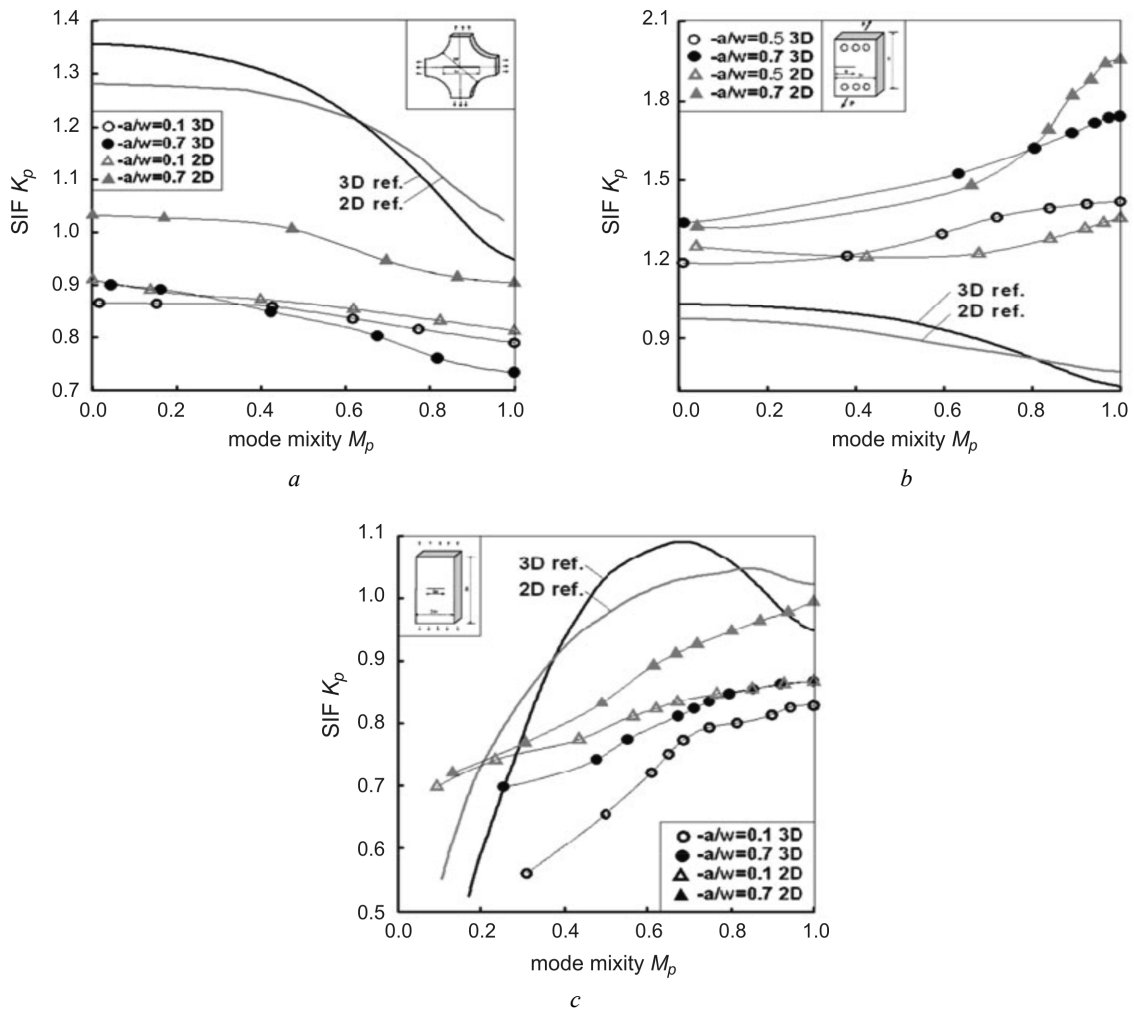 1.4
1.3
1.2
1.1
1.0
0.9
0.8
0.7
SIF Kp
-a/w=0.1 3D
-a/w=0.7 3D
-a/w=0.1 2D
-a/w=0.7 2D
3D ref.
2D ref.
0.0 0.2 0.4 0.6 0.8 1.0
mode mixity Mp
a
2.1
1.8
1.5
1.2
0.9
SIF Kp
-a/w=0.5 3D
-a/w=0.7 3D
-a/w=0.5 2D
-a/w=0.7 2D
3D ref.
2D ref.
0.0 0.2 0.4 0.6 0.8 1.0
mode mixity Mp
b
1.1
1.0
0.9
0.8
0.7
0.6
0.5
SIF Kp
3D ref.
2D ref.
-a/w=0.1 3D
-a/w=0.7 3D
-a/w=0.1 2D
-a/w=0.7 2D
0.0 0.2 0.4 0.6 0.8 1.0
mode mixity Mp
c